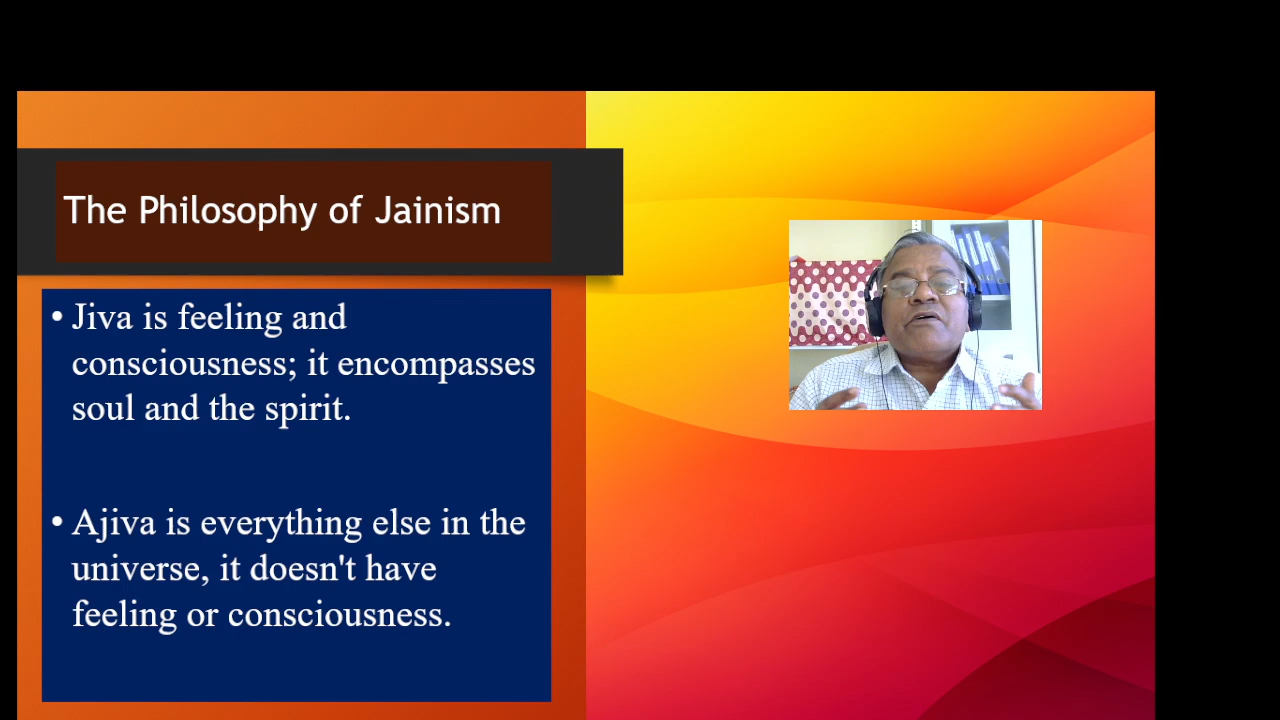 The Philosophy of Jainism
• Jiva is feeling and
consciousness; it encompasses
soul and the spirit.
• Ajiva is everything else in the
universe, it doesn't have
feeling or consciousness.